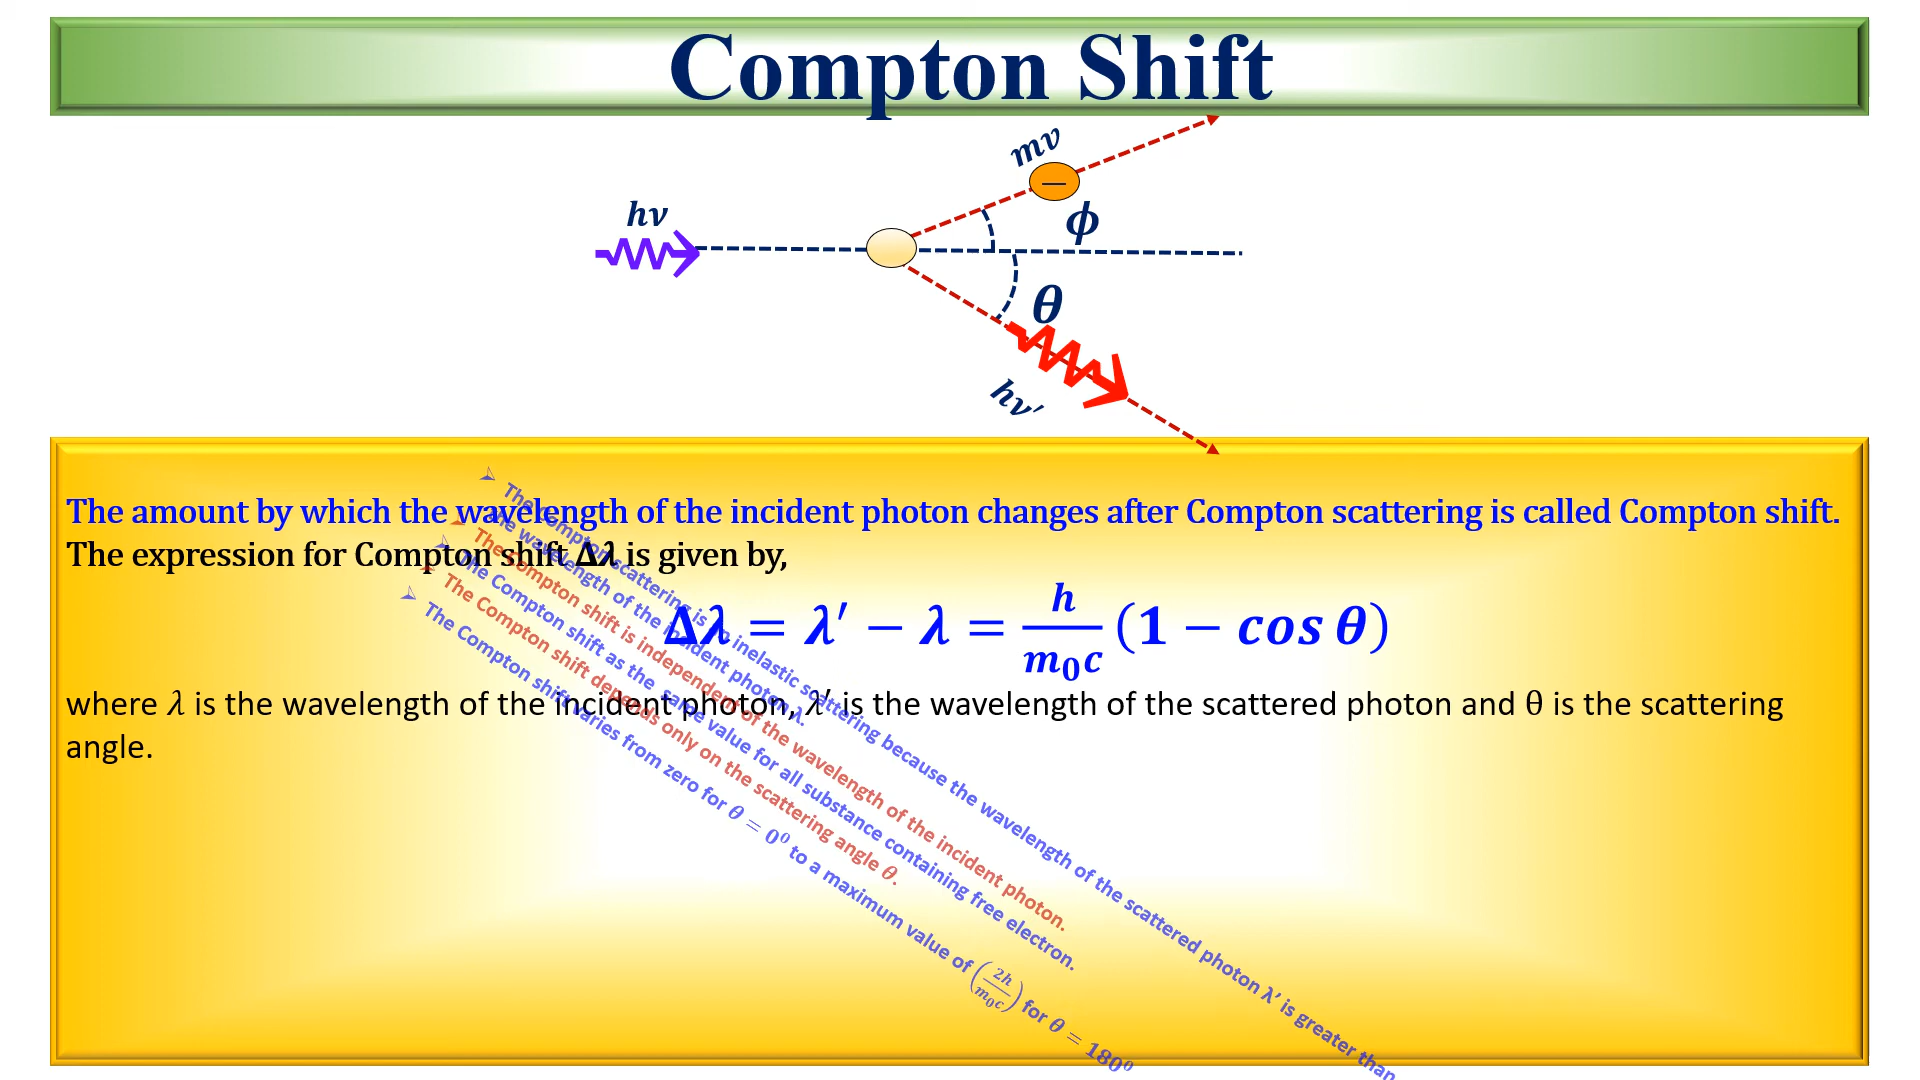 Compton Shift
mv
hν
ϕ
θ
hν′
The amount by which the wavelength of the incident photon changes after Compton scattering is called Compton shift.
The expression for Compton shift Δλ is given by,
Δλ = λ′ − λ = h/m₀c (1 − cos θ)
where λ is the wavelength of the incident photon, λ′ is the wavelength of the scattered photon and θ is the scattering
angle.
➢ The Compton scattering is an inelastic scattering because the wavelength of the scattered photon λ′ is greater than
the wavelength of the incident photon λ.
➢ The Compton shift is independent of the wavelength of the incident photon.
➢ The Compton shift as the same value for all substance containing free electron.
➢ The Compton shift depends only on the scattering angle θ.
➢ The Compton shift varies from zero for θ = 0⁰ to a maximum value of (2h/m₀c) for θ = 180⁰